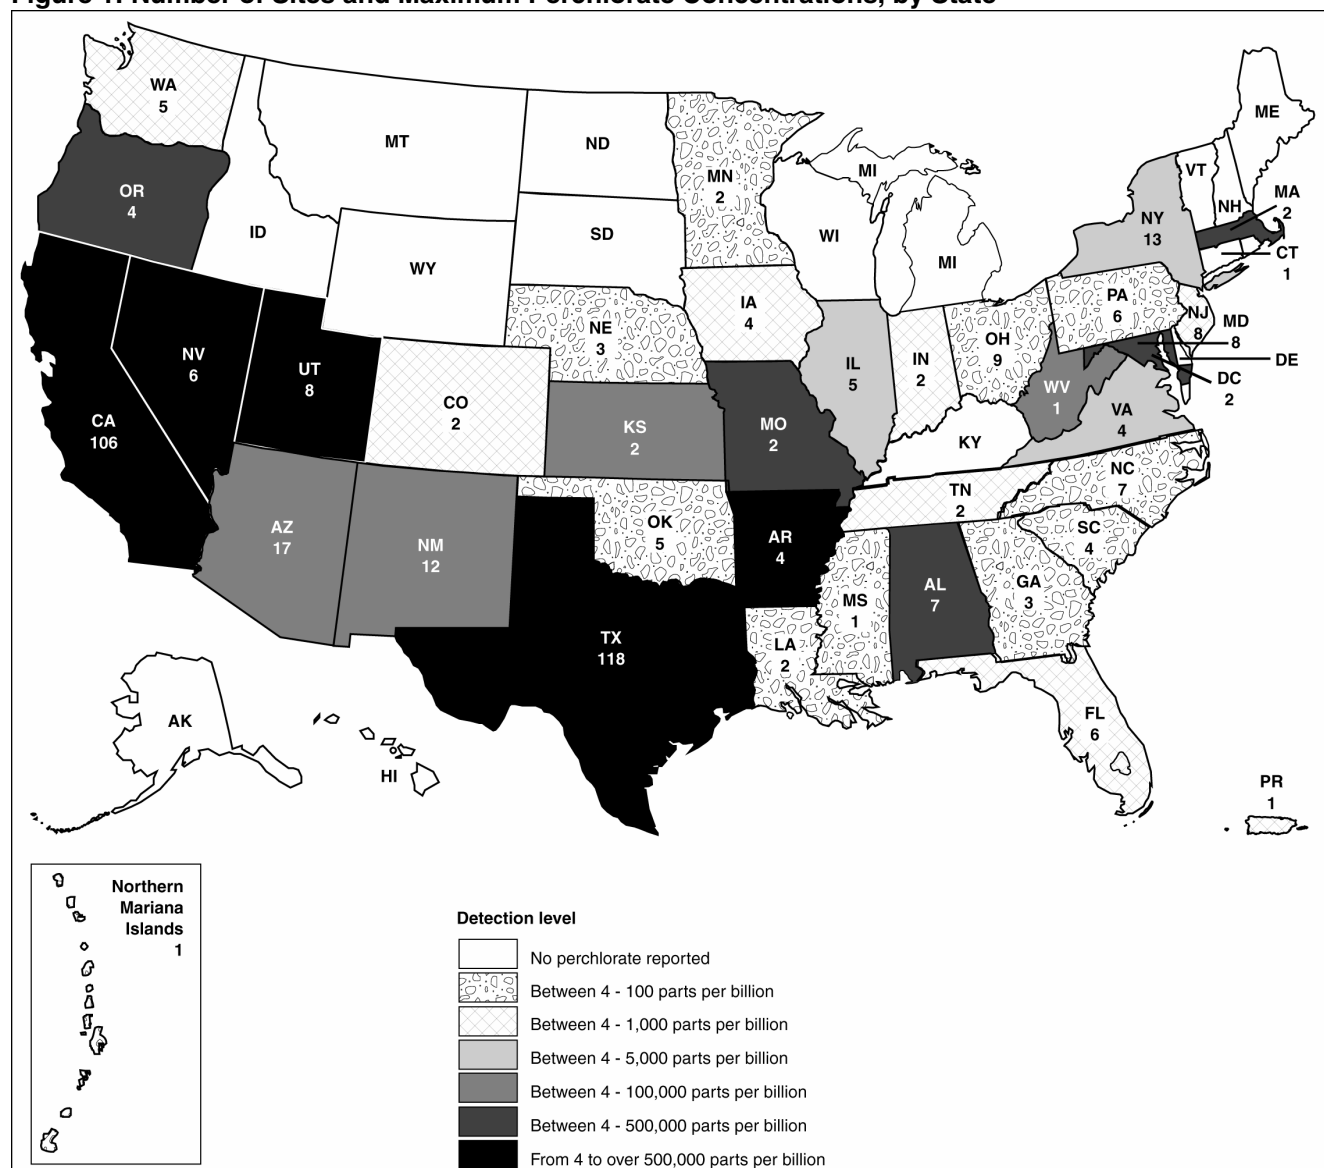 Figure 1: Number of Sites and Maximum Perchlorate Concentrations, by State
WA
5
MT
ND
MN
2
ME
OR
4
ID
SD
WI
MI
VT
NH
MA
2
NY
13
WY
MI
CT
1
IA
4
PA
6
NJ
8
MD
8
NE
3
OH
9
DE
NV
6
UT
8
IL
5
IN
2
WV
1
DC
2
CA
106
CO
2
KS
2
MO
2
KY
VA
4
NC
7
TN
2
AZ
17
NM
12
OK
5
AR
4
SC
4
MS
1
AL
7
GA
3
TX
118
LA
2
AK
HI
FL
6
PR
1
Northern
Mariana
Islands
1
Detection level
No perchlorate reported
Between 4 - 100 parts per billion
Between 4 - 1,000 parts per billion
Between 4 - 5,000 parts per billion
Between 4 - 100,000 parts per billion
Between 4 - 500,000 parts per billion
From 4 to over 500,000 parts per billion